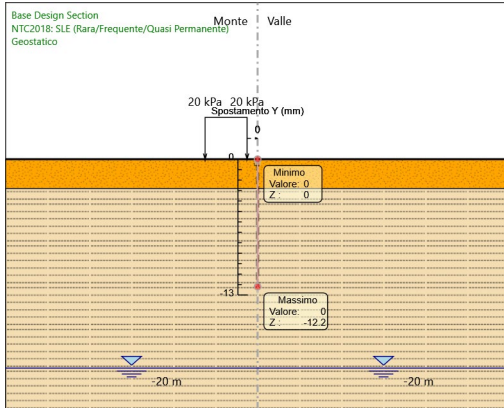 Base Design Section
NTC2018: SLE (Rara/Frequente/Quasi Permanente)
Geostatico
Monte Valle
20 kPa 20 kPa
Spostamento Y (mm)
0
0
Minimo
Valore: 0
Z : 0
-13
Massimo
Valore: 0
Z : -12.2
-20 m -20 m